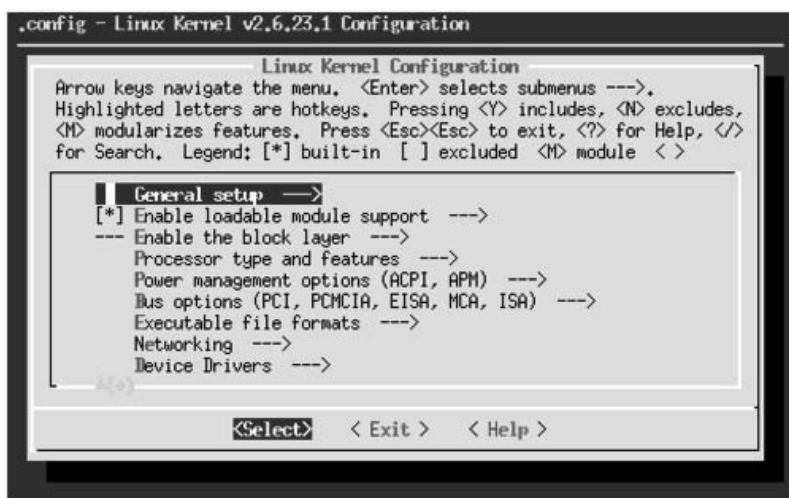 .config - Linux Kernel v2.6.23.1 Configuration
Linux Kernel Configuration
Arrow keys navigate the menu. <Enter> selects submenus --->.
Highlighted letters are hotkeys. Pressing <Y> includes, <N> excludes,
<M> modularizes features. Press <Esc><Esc> to exit, <?> for Help, </>
for Search. Legend: [*] built-in [ ] excluded <M> module < >
General setup --->
[*] Enable loadable module support --->
--- Enable the block layer --->
Processor type and features --->
Power management options (ACPI, APM) --->
Bus options (PCI, PCMCIA, EISA, MCA, ISA) --->
Executable file formats --->
Networking --->
Device Drivers --->
<Select> < Exit > < Help >